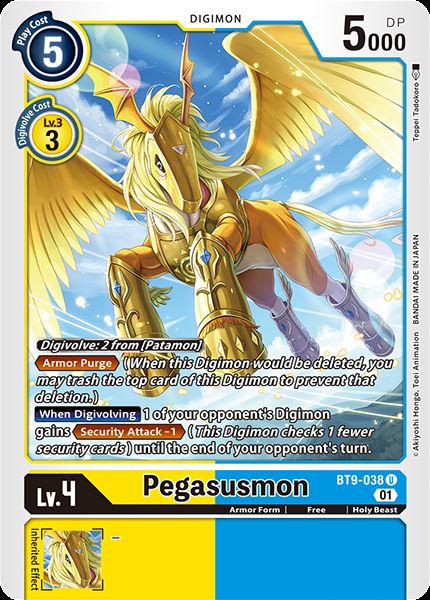 DIGIMON
Play Cost
5
DP
5000
Digivolve Cost
Lv.3
3
Teppei Tadokoro
Digivolve: 2 from [Patamon]
Armor Purge (When this Digimon would be deleted, you
may trash the top card of this Digimon to prevent that
deletion.)
When Digivolving 1 of your opponent's Digimon
gains Security Attack -1 (This Digimon checks 1 fewer
security cards) until the end of your opponent's turn.
© Akiyoshi Hongo, Toei Animation BANDAI MADE IN JAPAN
Lv.4
Pegasusmon
BT9-038 U
01
Armor Form | Free | Holy Beast
Inherited Effect
-